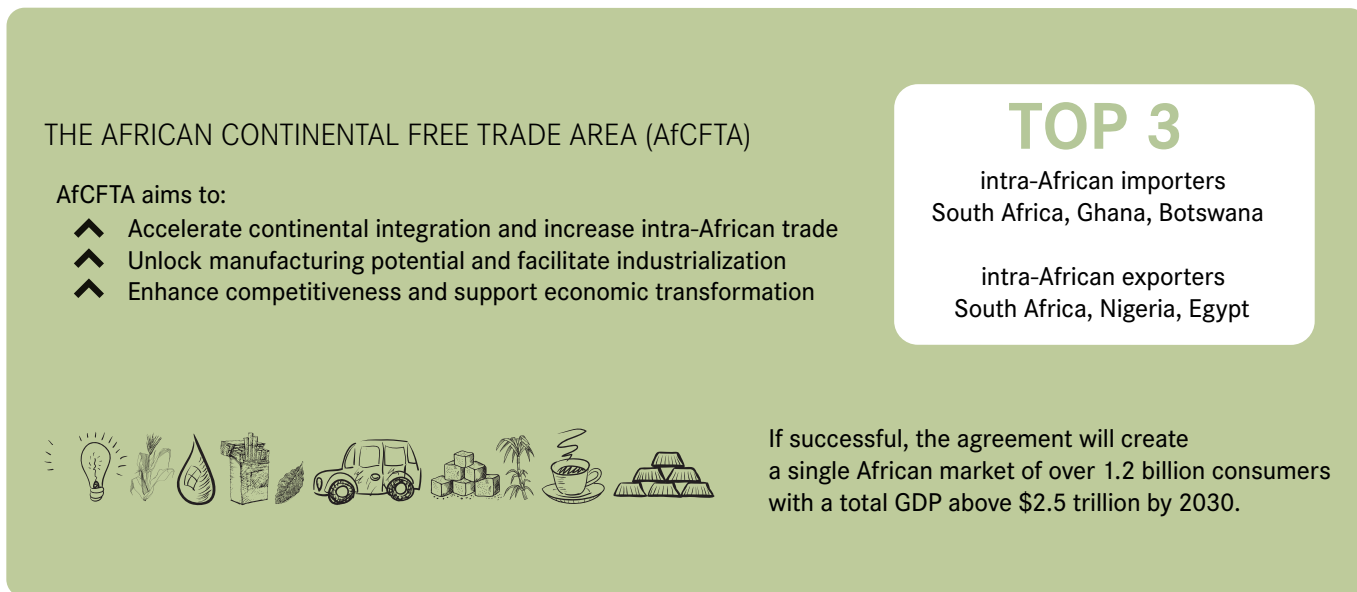 THE AFRICAN CONTINENTAL FREE TRADE AREA (AfCFTA)
AfCFTA aims to:
Accelerate continental integration and increase intra-African trade
Unlock manufacturing potential and facilitate industrialization
Enhance competitiveness and support economic transformation
TOP 3
intra-African importers
South Africa, Ghana, Botswana
intra-African exporters
South Africa, Nigeria, Egypt
If successful, the agreement will create
a single African market of over 1.2 billion consumers
with a total GDP above $2.5 trillion by 2030.